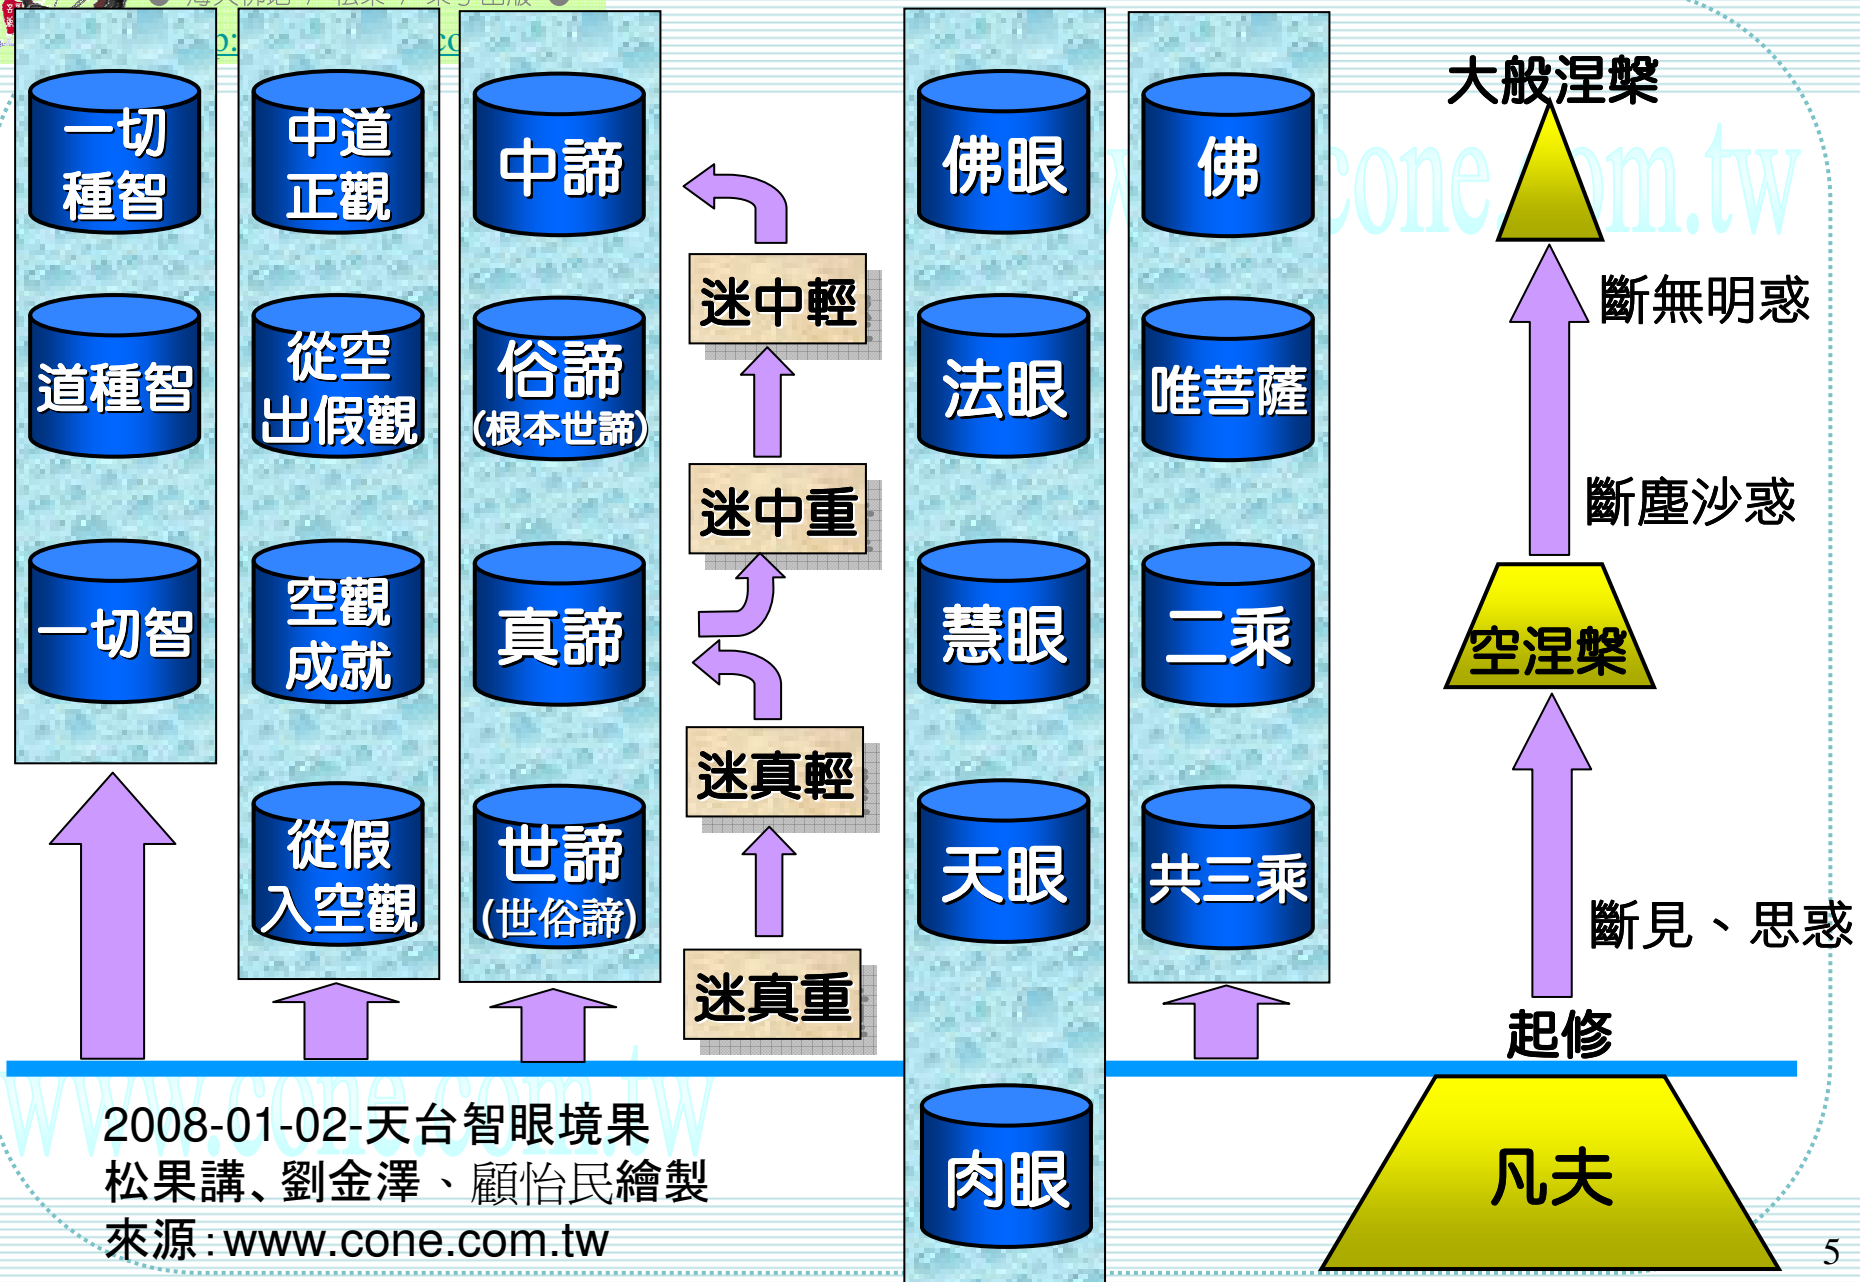 一切
種智
道種智
一切智
中道
正觀
從空
出假觀
空觀
成就
從假
入空觀
中諦
俗諦
(根本世諦)
真諦
世諦
(世俗諦)
迷中輕
迷中重
迷真輕
迷真重
佛眼
法眼
慧眼
天眼
肉眼
佛
唯菩薩
二乘
共三乘
大般涅槃
斷無明惑
斷塵沙惑
空涅槃
斷見、思惑
起修
凡夫
www.cone.com.tw
2008-01-02-天台智眼境果
松果講、劉金澤、顧怡民繪製
來源:www.cone.com.tw
5